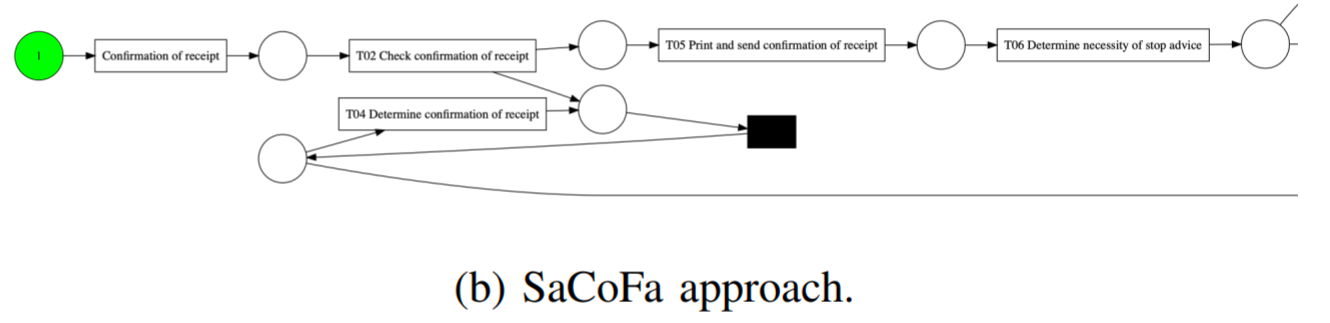 I
Confirmation of receipt
T02 Check confirmation of receipt
T05 Print and send confirmation of receipt
T06 Determine necessity of stop advice
T04 Determine confirmation of receipt
(b) SaCoFa approach.